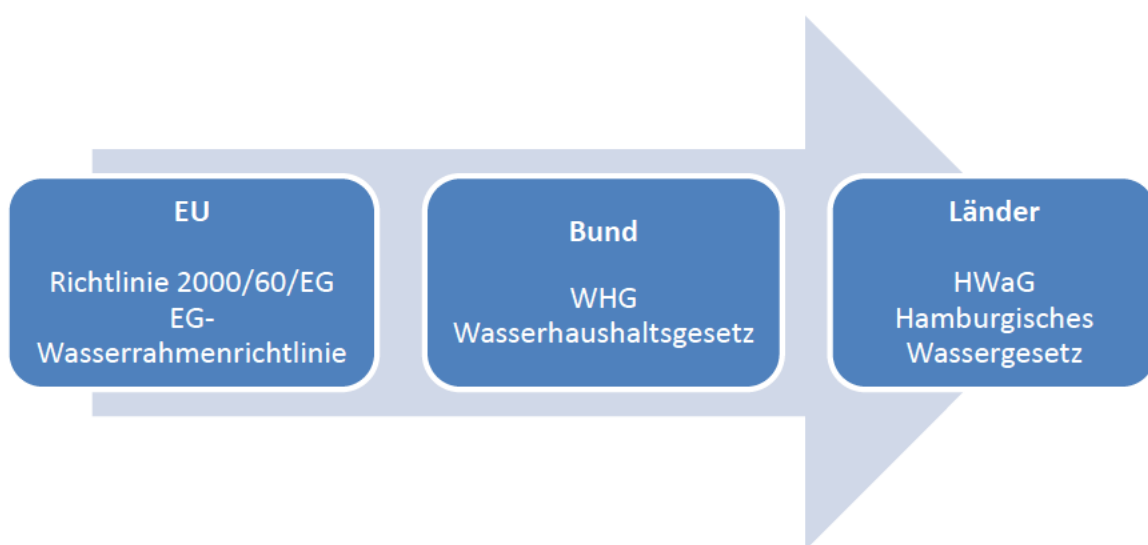 EU
Richtlinie 2000/60/EG
EG-
Wasserrahmenrichtlinie
Bund
WHG
Wasserhaushaltsgesetz
Länder
HWaG
Hamburgisches
Wassergesetz